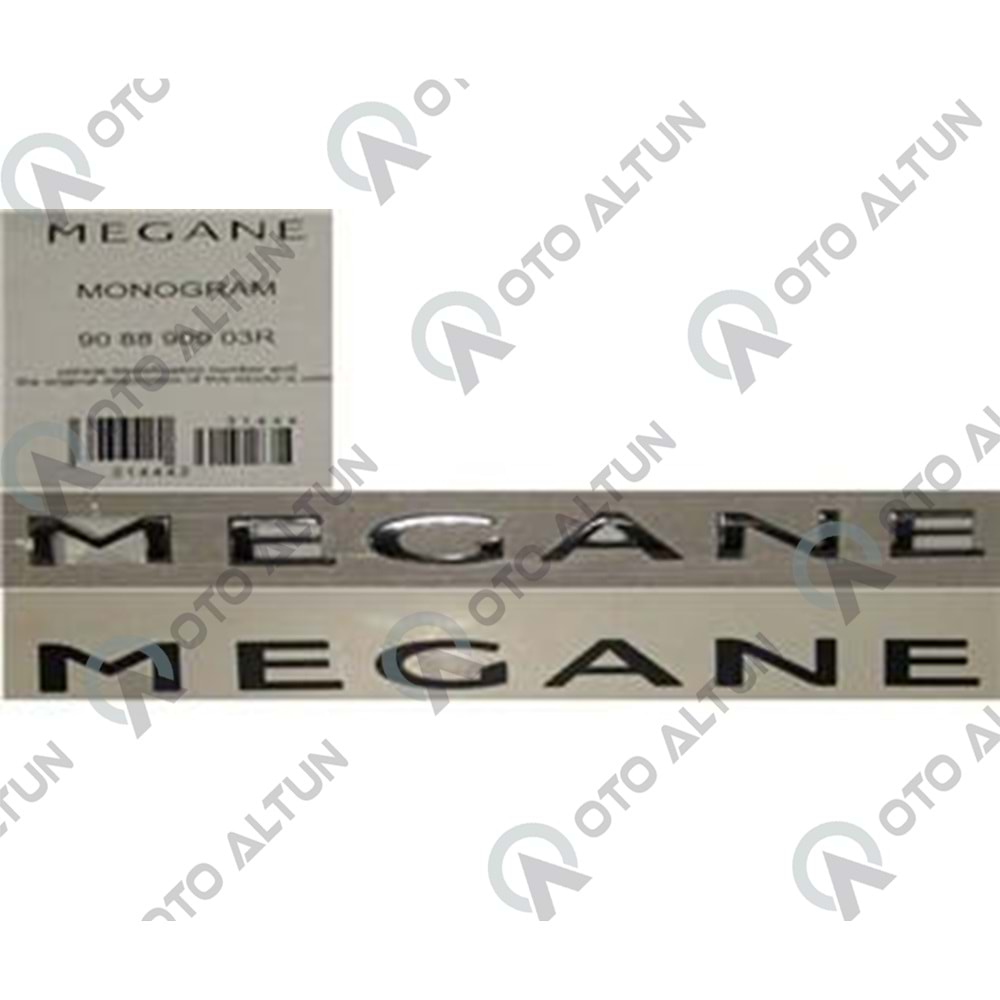 OTO ALTUN
MEGANE
MONOGRAM
90 88 900 03R
MEGANE
MEGANE